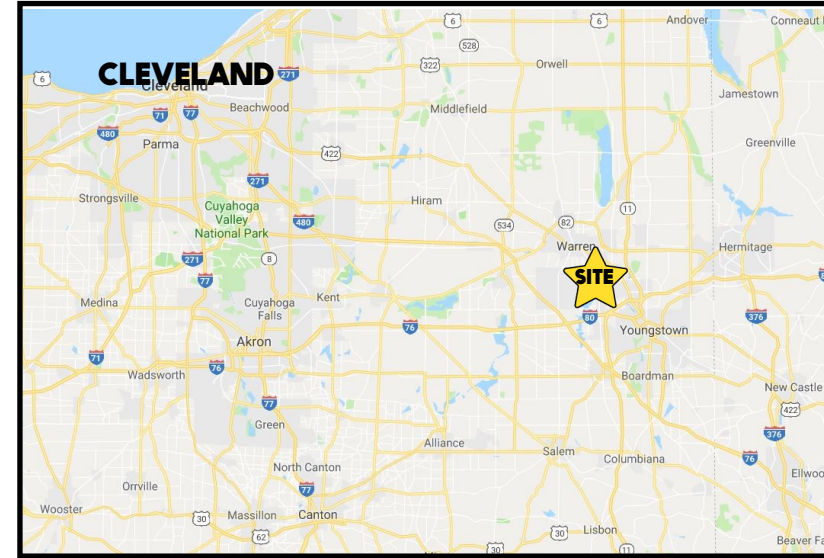 6
6
Andover
Conneaut
528
322
Orwell
CLEVELAND
Cleveland
271
6
Jamestown
Beachwood
Middlefield
71
77
480
Parma
422
Greenville
271
Strongsville
Cuyahoga
Valley
National Park
Hiram
11
480
534
82
Warren
Hermitage
271
8
SITE
77
Medina
Cuyahoga
Falls
Kent
76
80
376
Youngstown
Akron
71
76
Wadsworth
Boardman
New Castle
77
422
Green
376
Alliance
Salem
Columbiana
76
North Canton
Ellwoo
77
Orrville
Wooster
30
Massillon
Canton
62
30
Lisbon
30
11
Beaver Fa